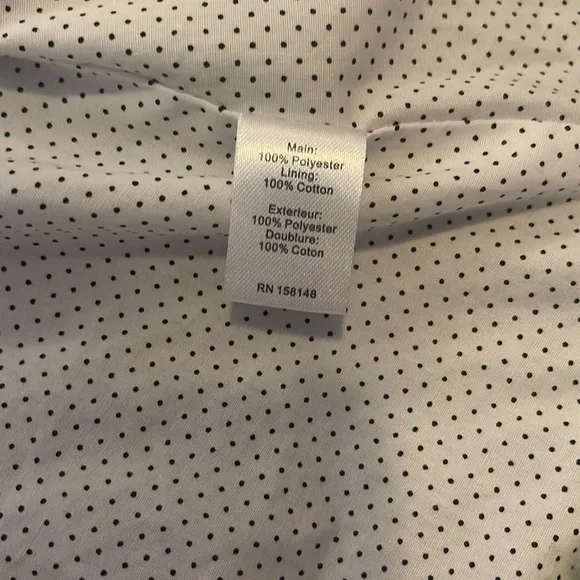 Main:
100% Polyester
Lining:
100% Cotton
Exterieur:
100% Polyester
Doublure:
100% Coton
RN 158148